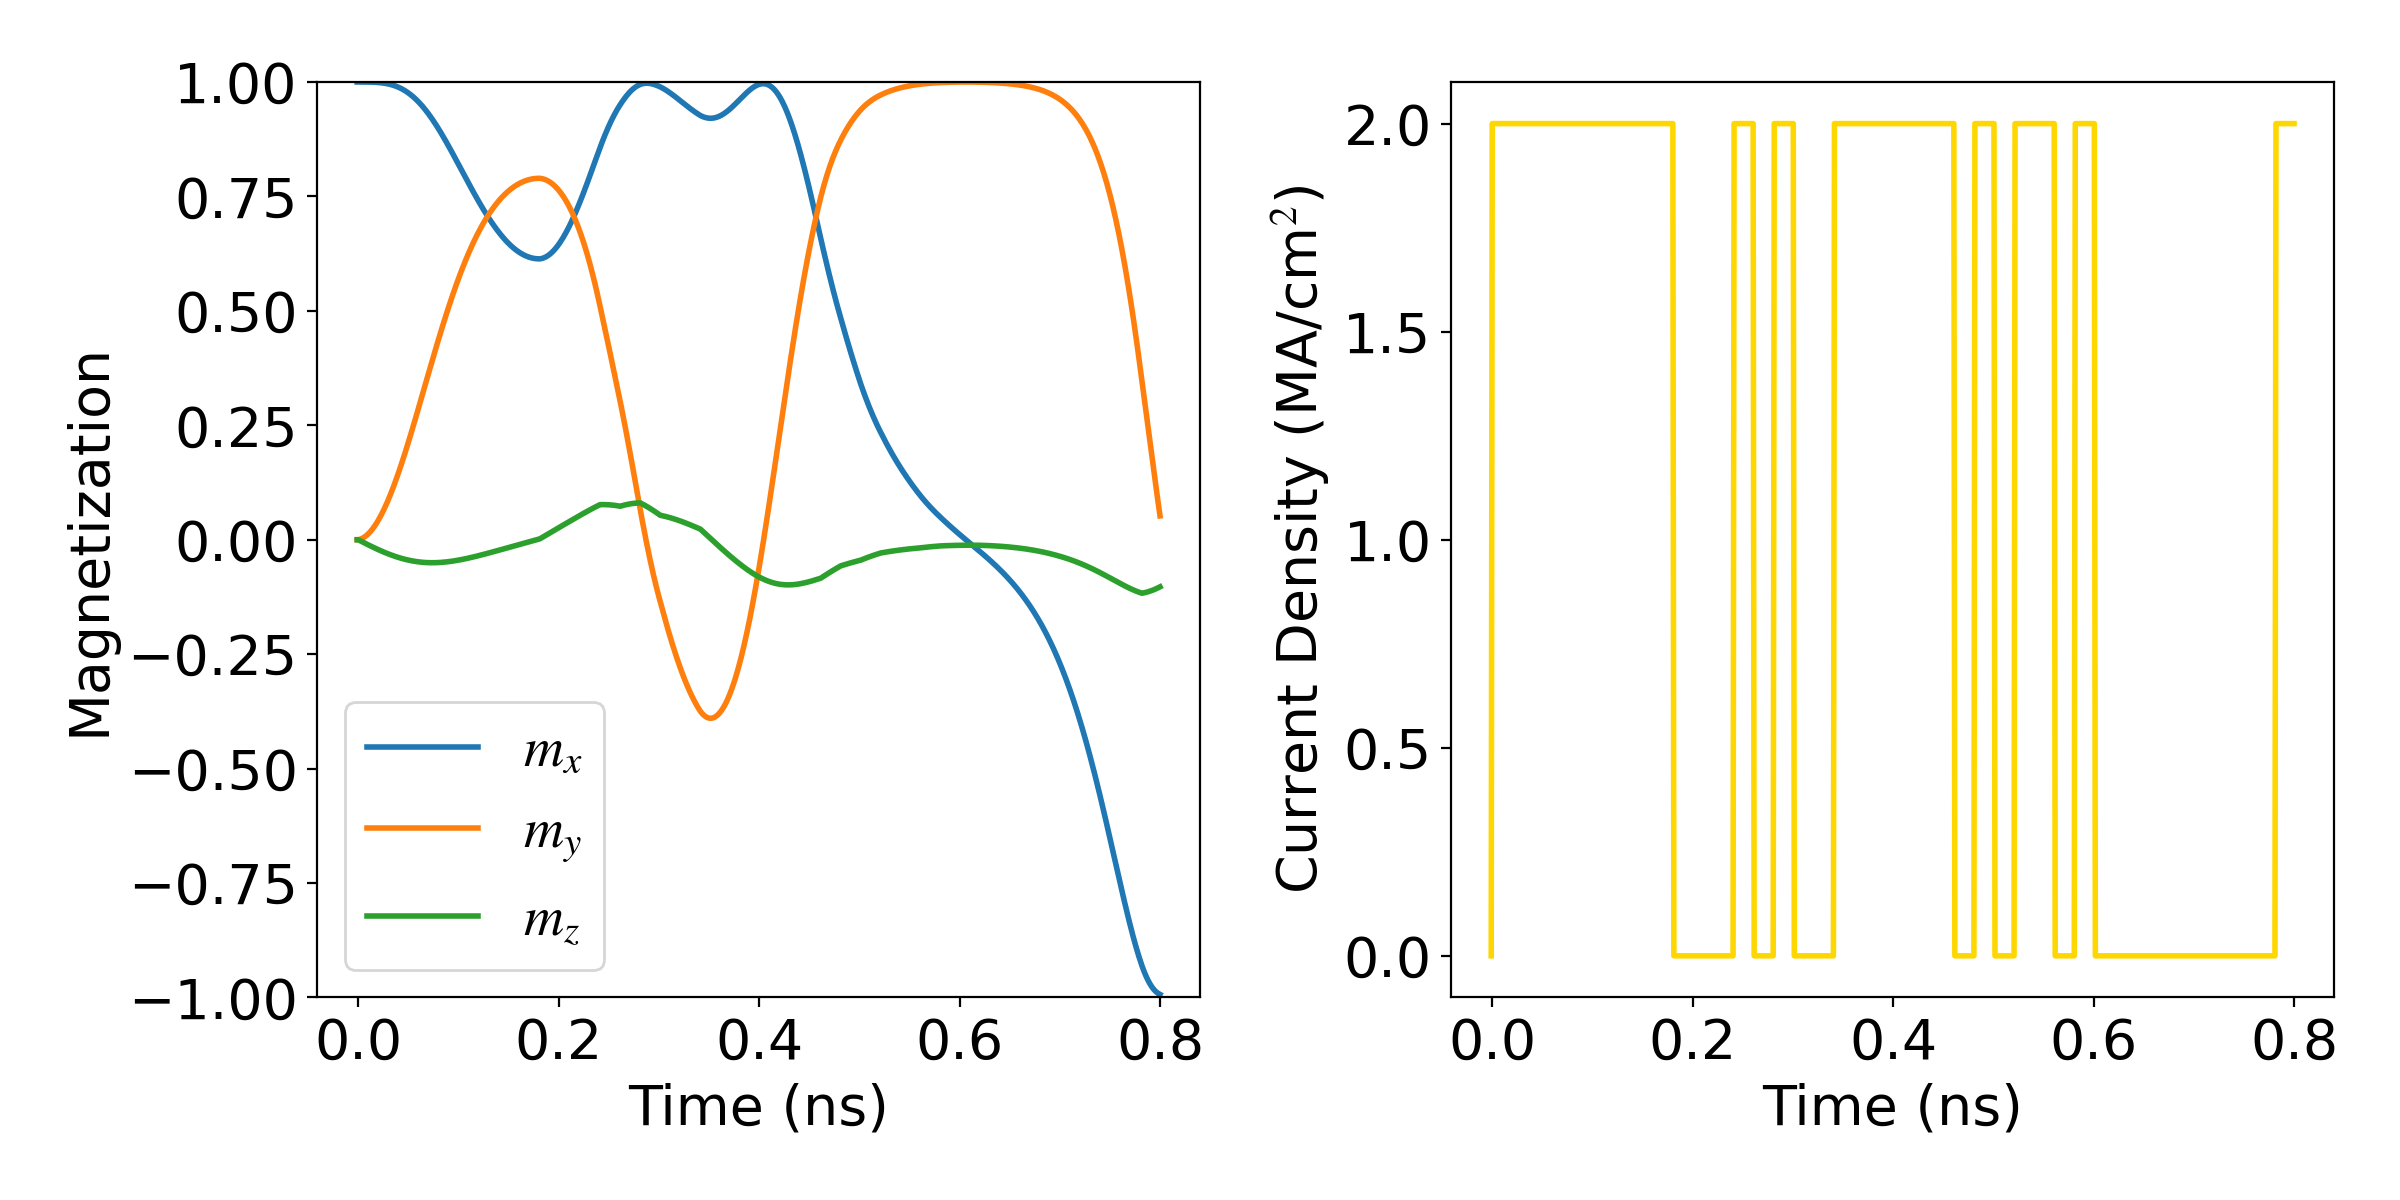 Magnetization
1.00
0.75
0.50
0.25
0.00
−0.25
−0.50
−0.75
−1.00
0.0 0.2 0.4 0.6 0.8
Time (ns)
m_x
m_y
m_z
Current Density (MA/cm²)
2.0
1.5
1.0
0.5
0.0
0.0 0.2 0.4 0.6 0.8
Time (ns)